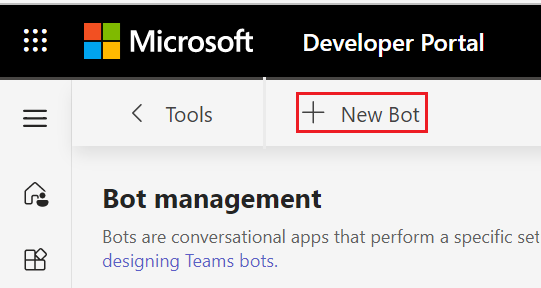 Microsoft Developer Portal
Tools
New Bot
Bot management
Bots are conversational apps that perform a specific set
designing Teams bots.